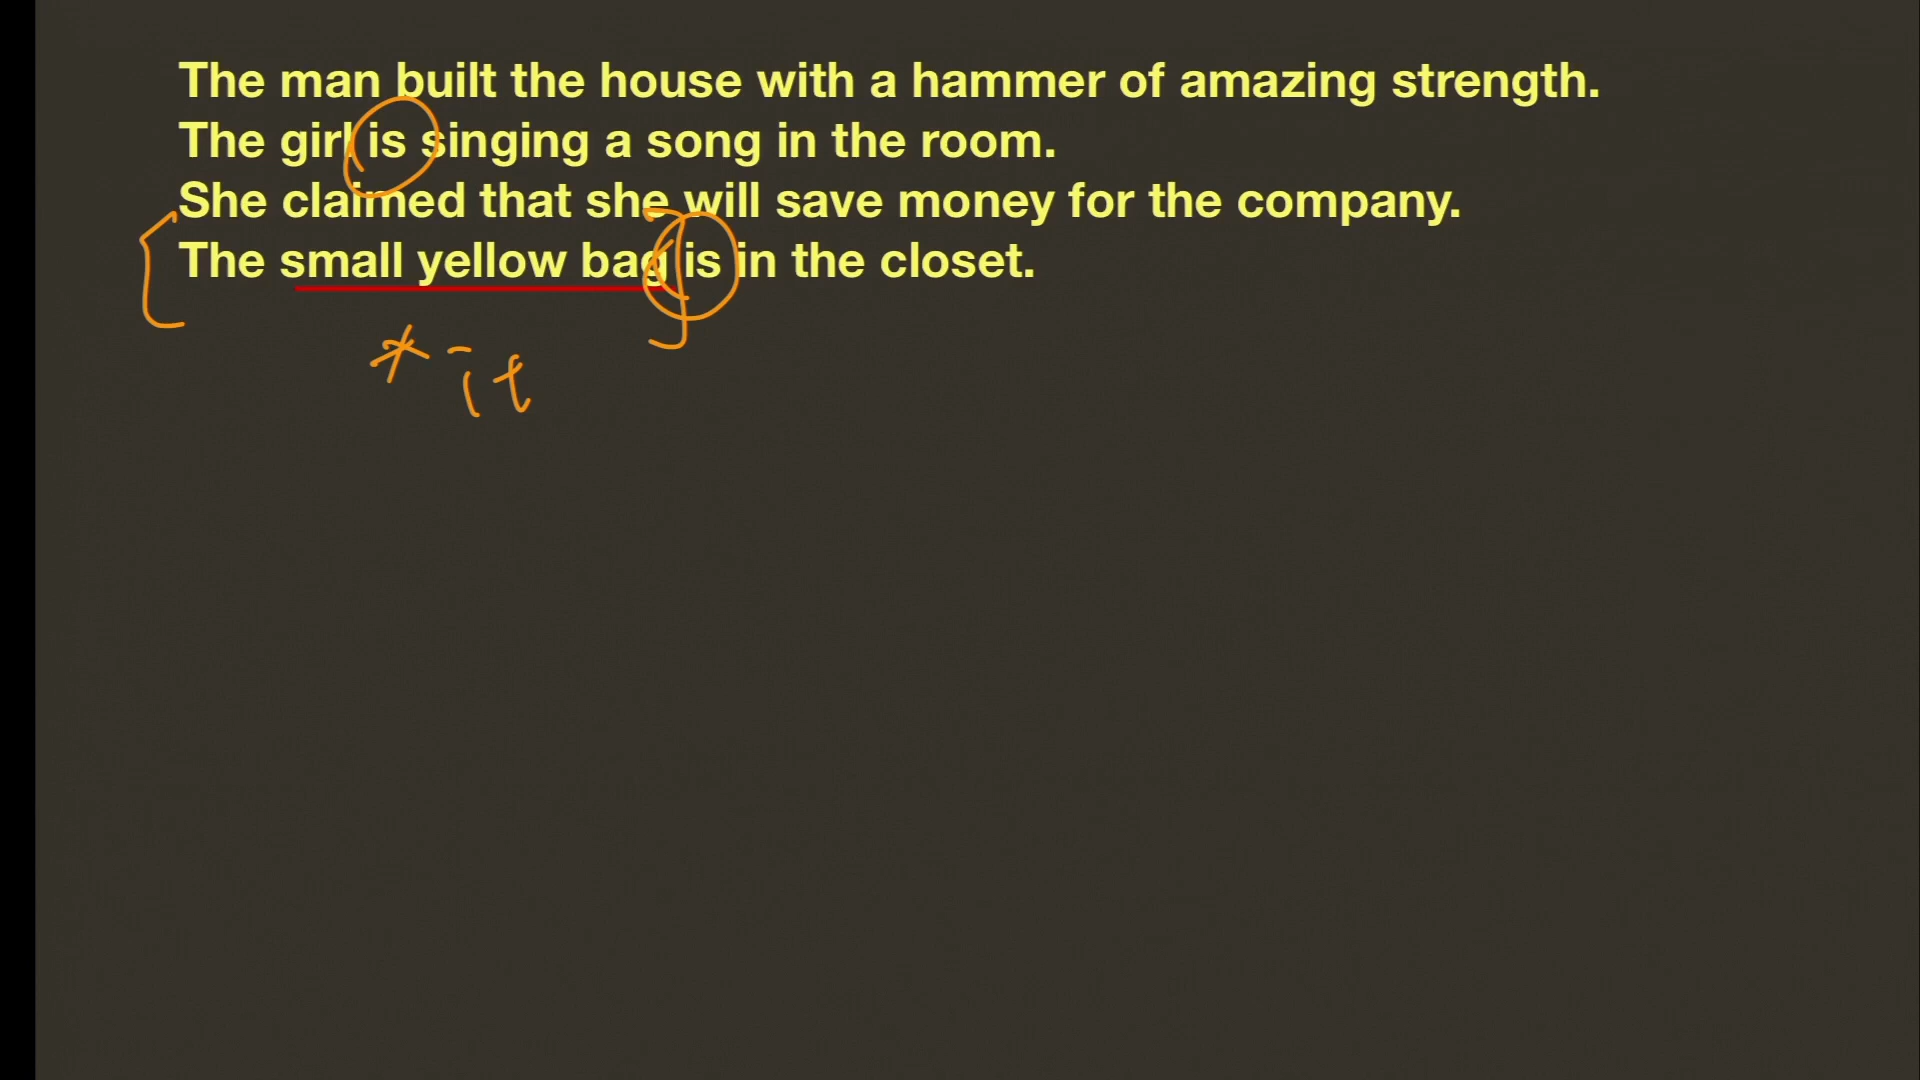 The man built the house with a hammer of amazing strength.
The girl is singing a song in the room.
She claimed that she will save money for the company.
The small yellow bag is in the closet.
* it